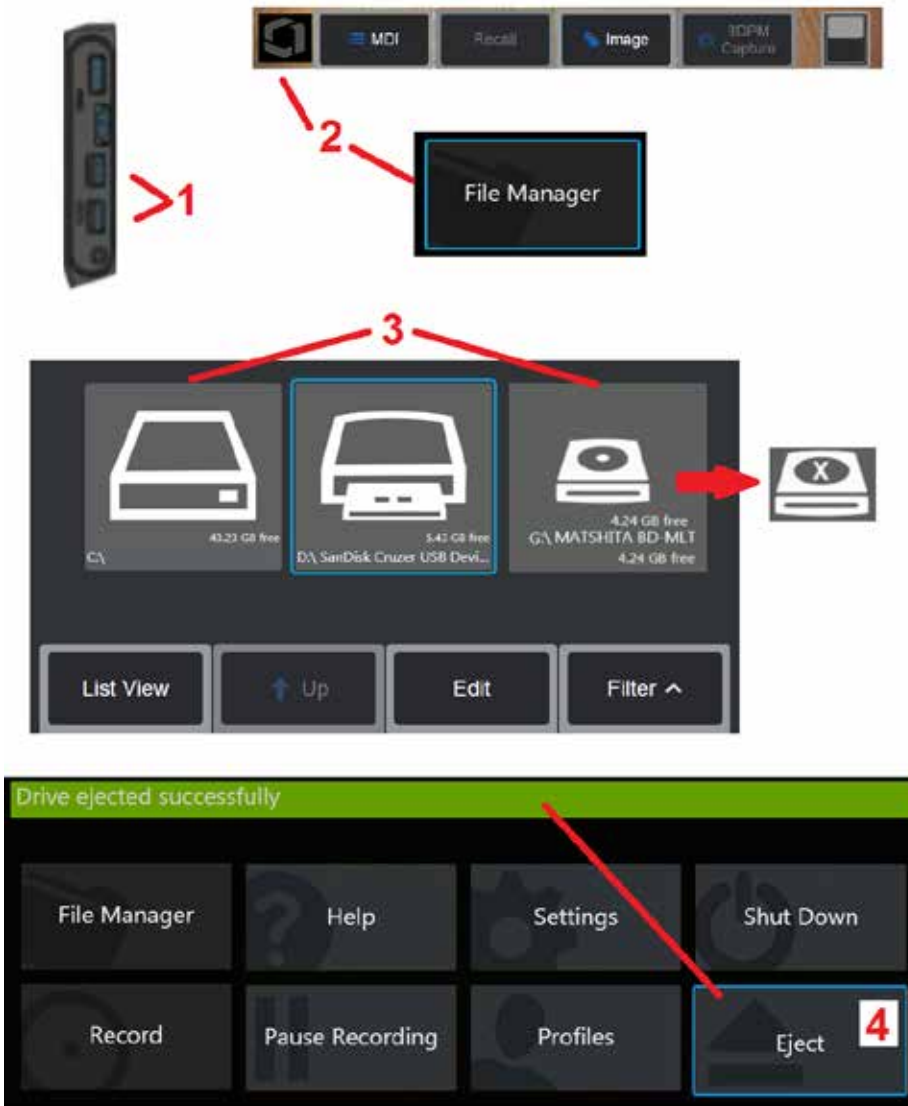 MDI
Recall
Image
3DPM
Capture
2
1
File Manager
3
43.23 GB free
C:\
5.43 GB free
D:\ SanDisk Cruzer USB Devi...
4.24 GB free
G:\ MATSHITA BD-MLT
4.24 GB free
X
List View
Up
Edit
Filter
Drive ejected successfully
File Manager
Help
Settings
Shut Down
Record
Pause Recording
Profiles
Eject
4